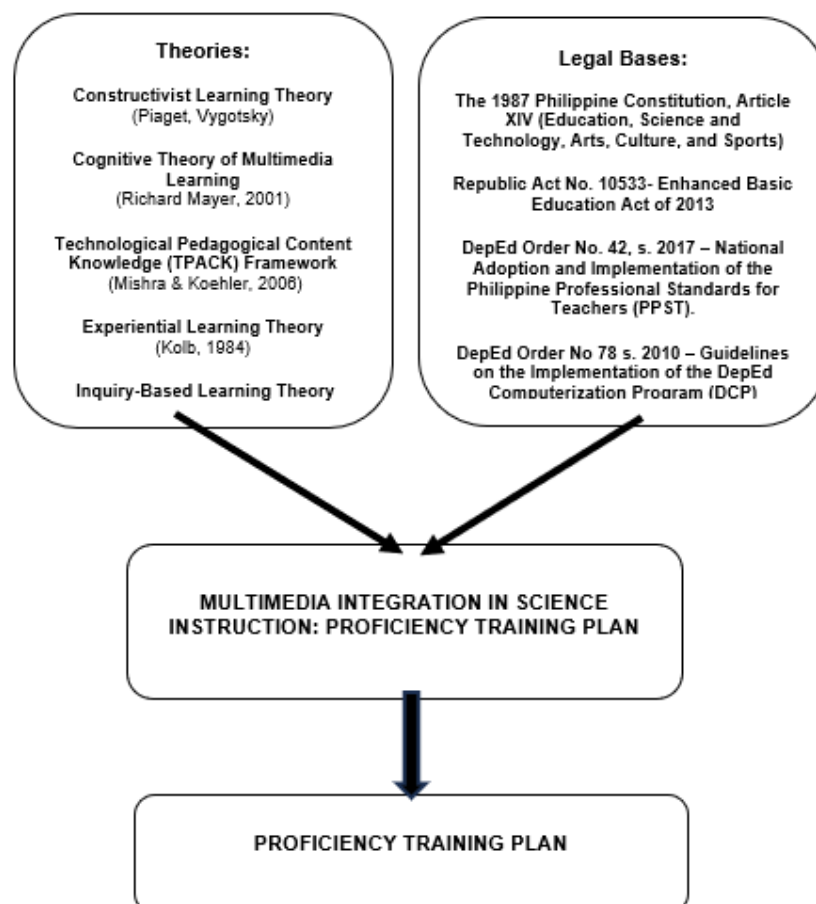 Theories:
Constructivist Learning Theory
(Piaget, Vygotsky)
Cognitive Theory of Multimedia
Learning
(Richard Mayer, 2001)
Technological Pedagogical Content
Knowledge (TPACK) Framework
(Mishra & Koehler, 2006)
Experiential Learning Theory
(Kolb, 1984)
Inquiry-Based Learning Theory
Legal Bases:
The 1987 Philippine Constitution, Article
XIV (Education, Science and
Technology, Arts, Culture, and Sports)
Republic Act No. 10533- Enhanced Basic
Education Act of 2013
DepEd Order No. 42, s. 2017 – National
Adoption and Implementation of the
Philippine Professional Standards for
Teachers (PPST).
DepEd Order No 78 s. 2010 – Guidelines
on the Implementation of the DepEd
Computerization Program (DCP)
MULTIMEDIA INTEGRATION IN SCIENCE
INSTRUCTION: PROFICIENCY TRAINING PLAN
PROFICIENCY TRAINING PLAN